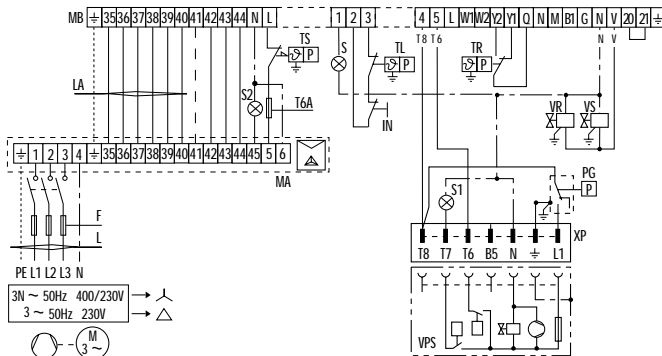 MB ⏚ 35 36 37 38 39 40 41 42 43 44 N L 1 2 3 4 5 L W1 W2 Y2 Y1 Q N M B1 G N V 20 21 ⏚
T8 T6 N V
TS S TL TR
ϑ P ϑ P ϑ P
LA
S2 T6A IN VR VS
⏚ 1 2 3 4 ⏚ 35 36 37 38 39 40 41 42 43 44 45 5 6
MA
PG
P
S1
F
L
XP
T8 T7 T6 B5 N ⏚ L1
PE L1 L2 L3 N
3N ~ 50Hz 400/230V
3 ~ 50Hz 230V
VPS
M
3 ~